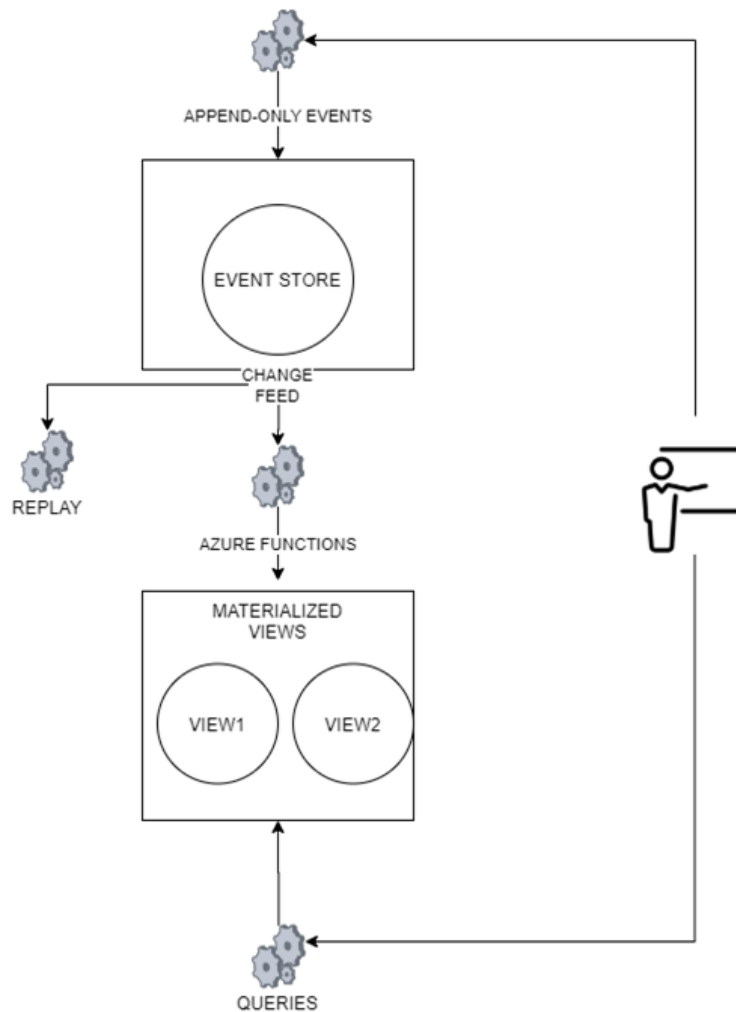 APPEND-ONLY EVENTS
EVENT STORE
CHANGE
FEED
REPLAY
AZURE FUNCTIONS
MATERIALIZED
VIEWS
VIEW1
VIEW2
QUERIES